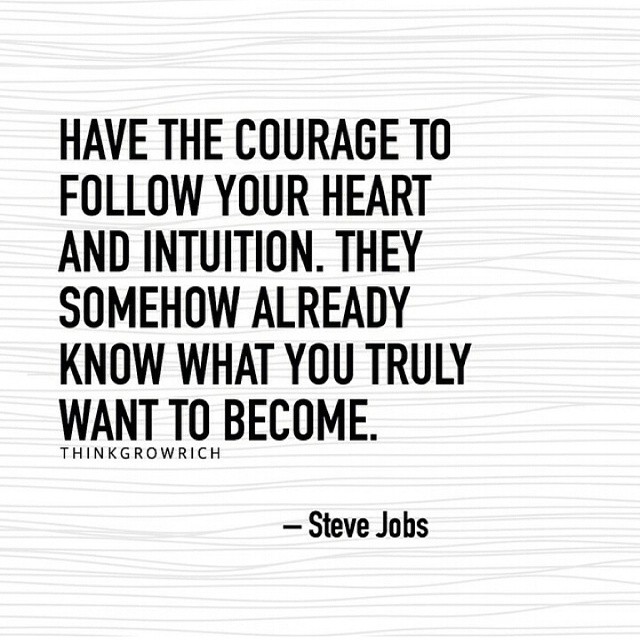 HAVE THE COURAGE TO
FOLLOW YOUR HEART
AND INTUITION. THEY
SOMEHOW ALREADY
KNOW WHAT YOU TRULY
WANT TO BECOME.
THINKGROWRICH
– Steve Jobs